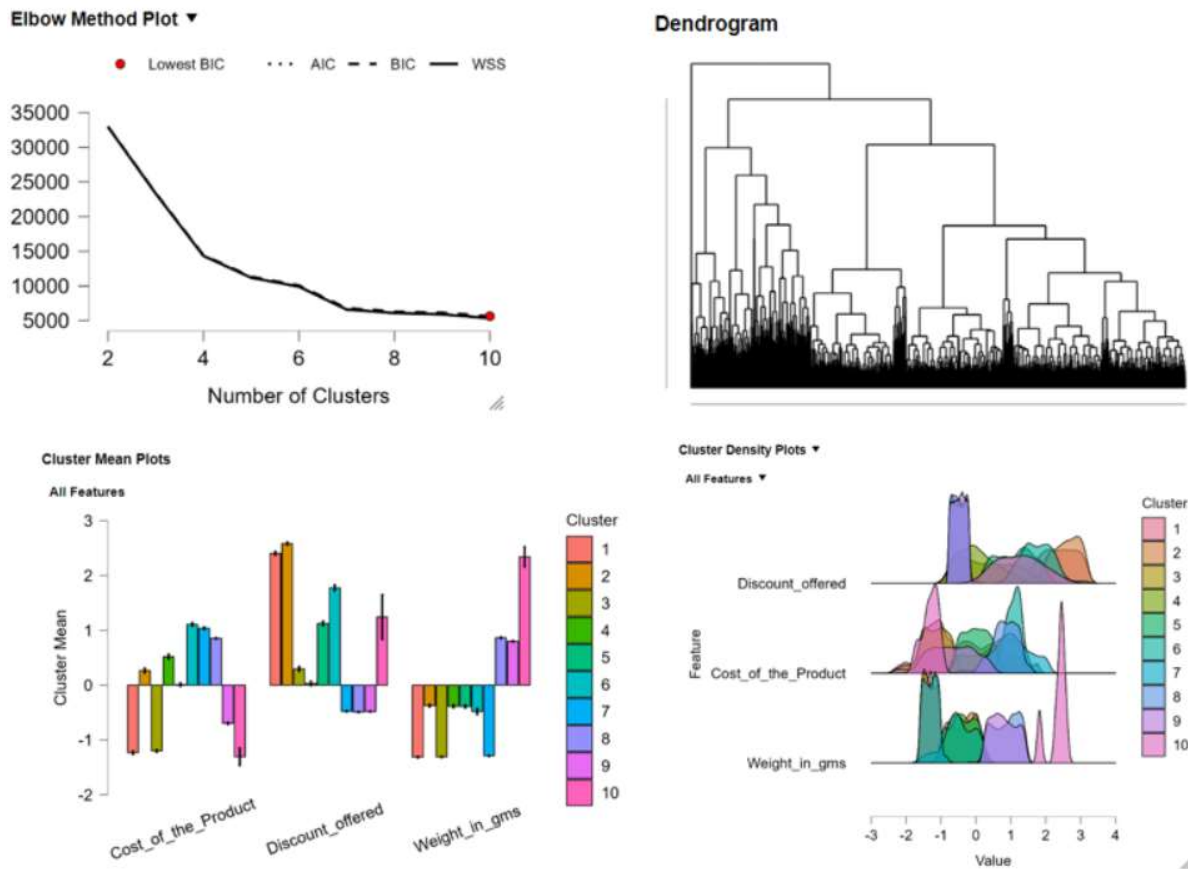 Elbow Method Plot ▼
Lowest BIC AIC BIC WSS
35000
30000
25000
20000
15000
10000
5000
2 4 6 8 10
Number of Clusters
Dendrogram
Cluster Mean Plots
All Features
Cluster Mean
3
2
1
0
-1
-2
Cost_of_the_Product
Discount_offered
Weight_in_gms
Cluster
1
2
3
4
5
6
7
8
9
10
Cluster Density Plots ▼
All Features ▼
Feature
Discount_offered
Cost_of_the_Product
Weight_in_gms
-3 -2 -1 0 1 2 3 4
Value
Cluster
1
2
3
4
5
6
7
8
9
10